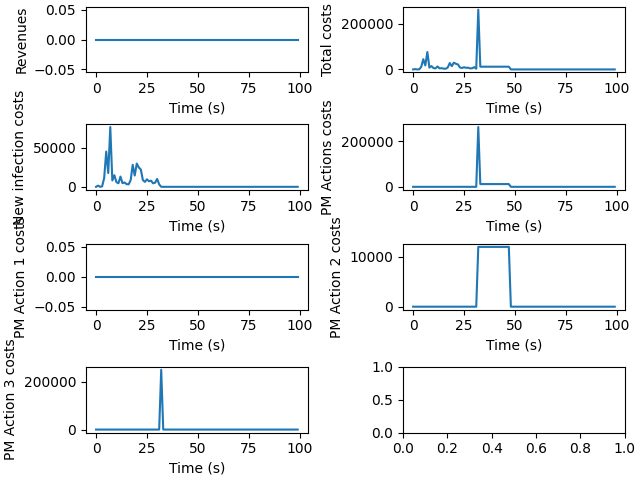 Revenues
0.05
0.00
−0.05
0 25 50 75 100
Time (s)
Total costs
200000
0
0 25 50 75 100
Time (s)
New infection costs
50000
0
0 25 50 75 100
Time (s)
PM Actions costs
200000
0
0 25 50 75 100
Time (s)
PM Action 1 costs
0.05
0.00
−0.05
0 25 50 75 100
Time (s)
PM Action 2 costs
10000
0
0 25 50 75 100
Time (s)
PM Action 3 costs
200000
0
0 25 50 75 100
Time (s)
1.0
0.5
0.0
0.0 0.2 0.4 0.6 0.8 1.0